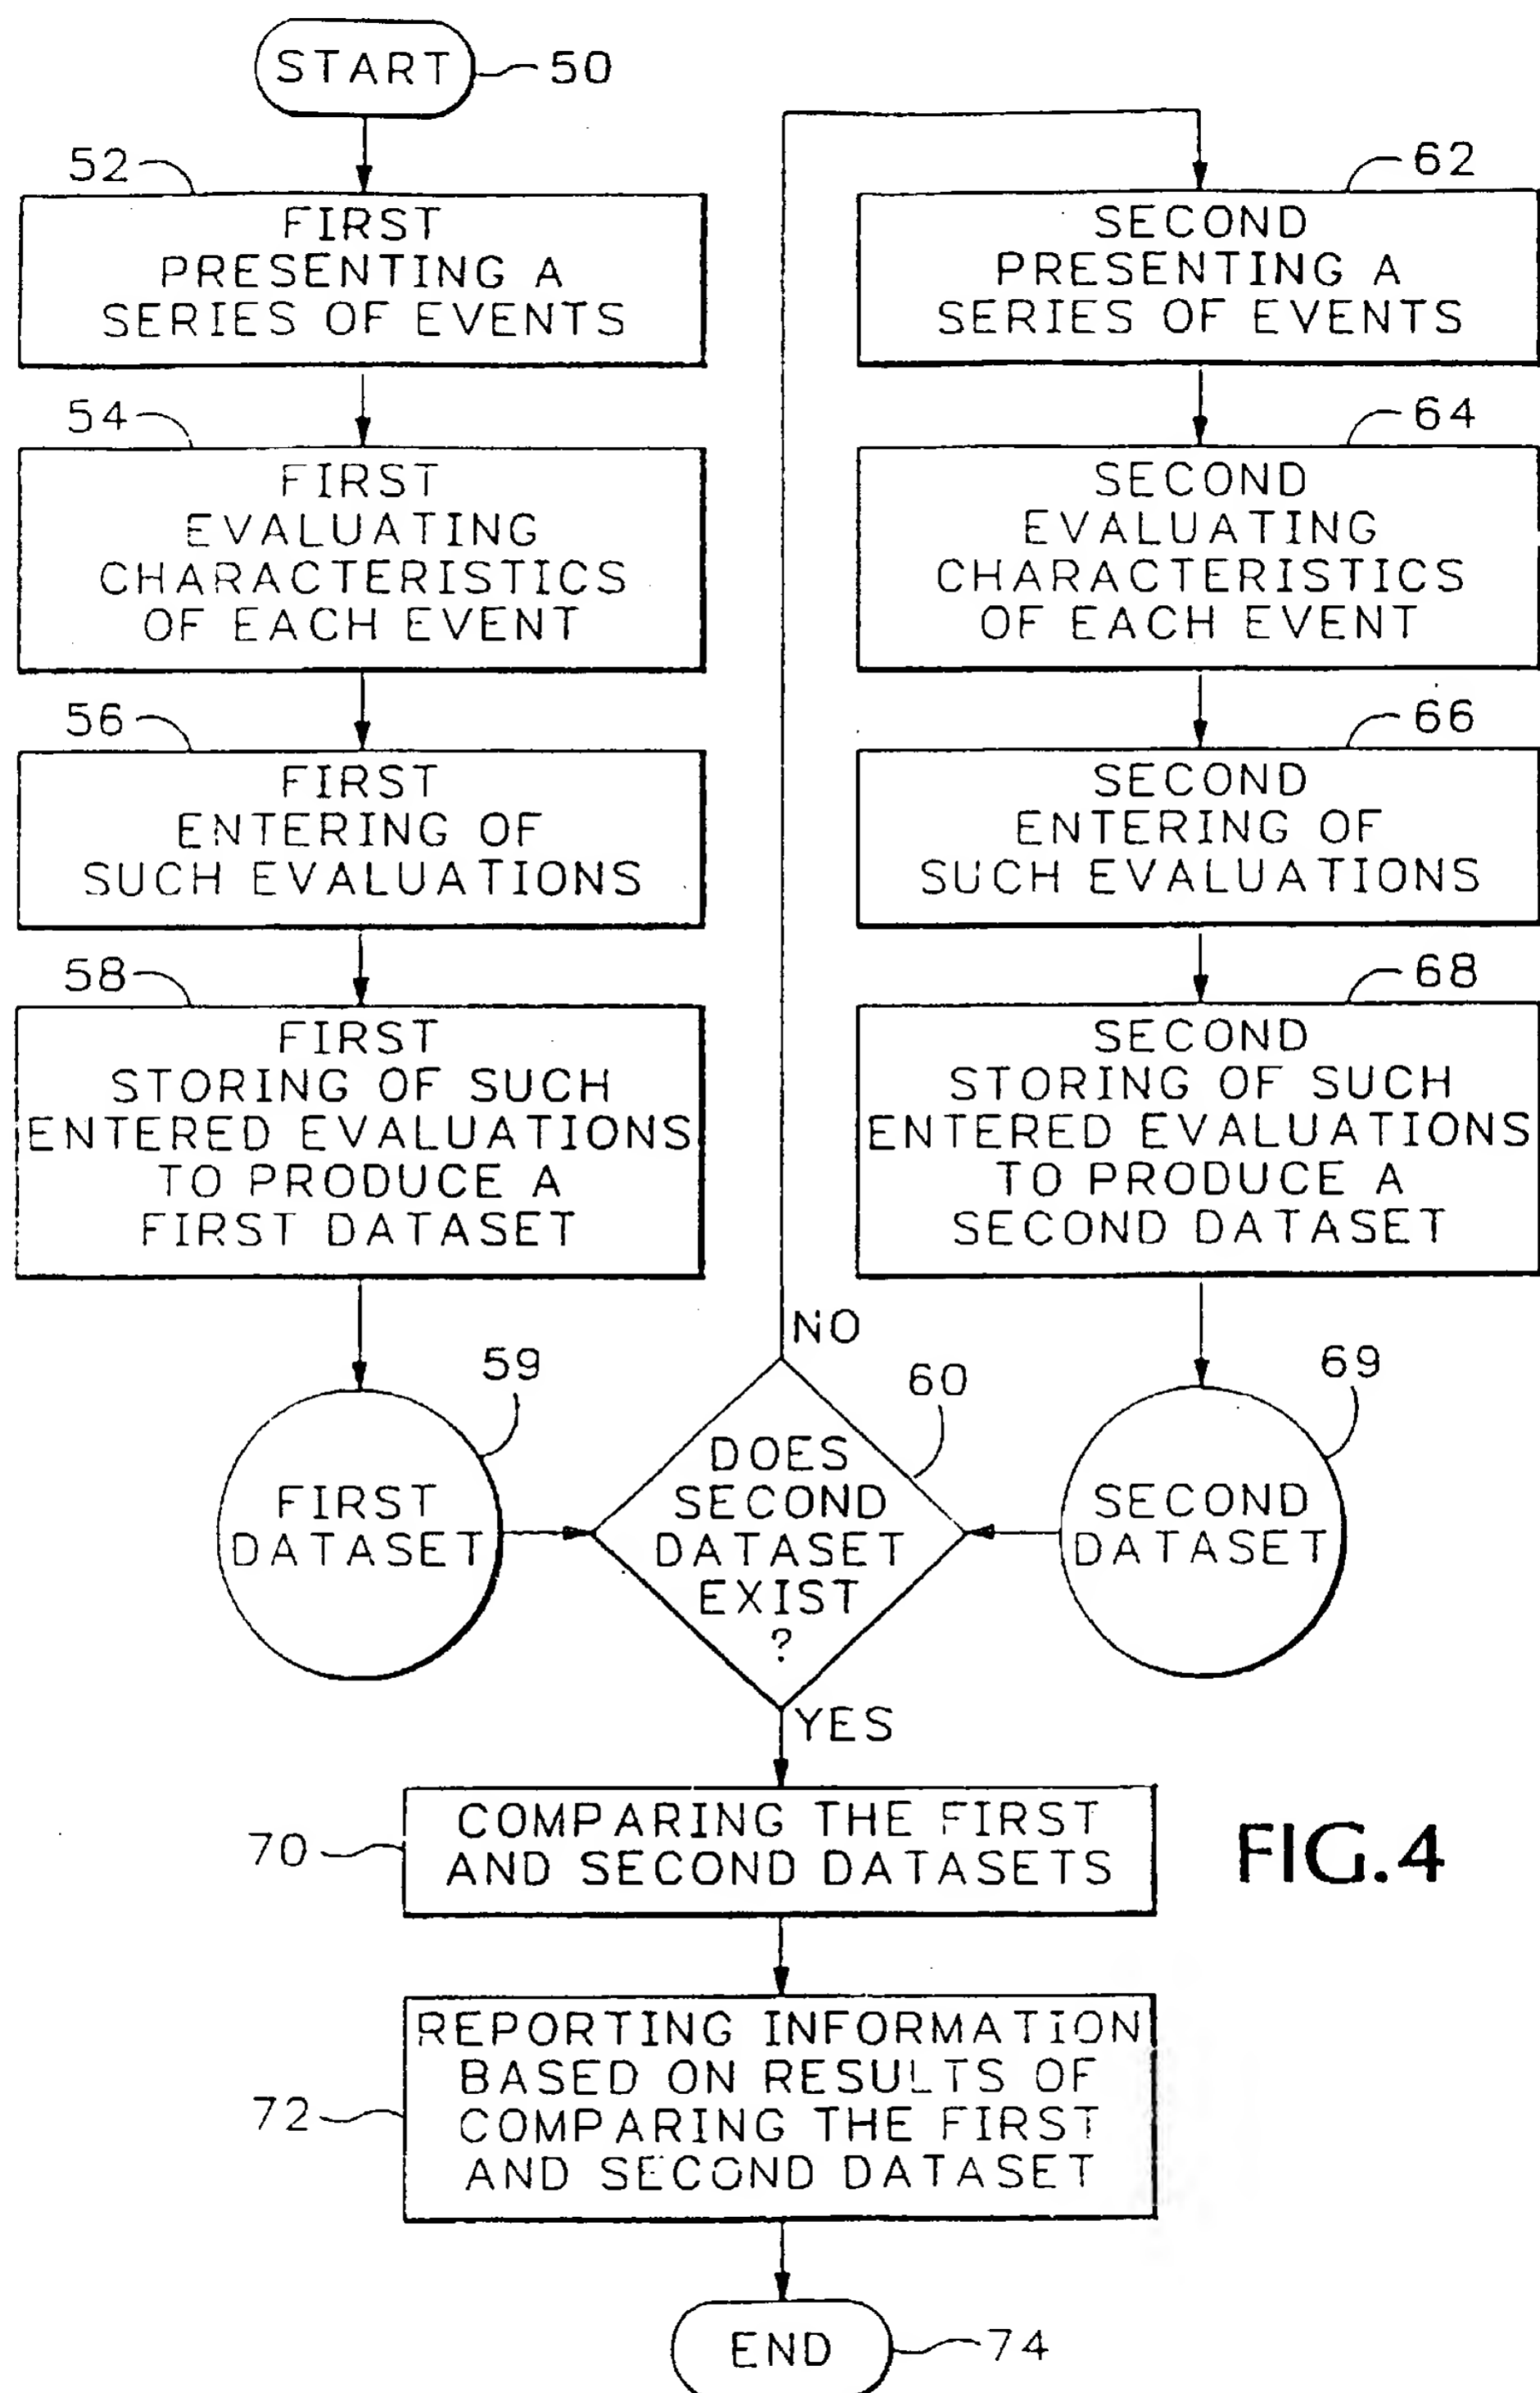 START
50
52
FIRST
PRESENTING A
SERIES OF EVENTS
54
FIRST
EVALUATING
CHARACTERISTICS
OF EACH EVENT
56
FIRST
ENTERING OF
SUCH EVALUATIONS
58
FIRST
STORING OF SUCH
ENTERED EVALUATIONS
TO PRODUCE A
FIRST DATASET
59
FIRST
DATASET
NO
60
DOES
SECOND
DATASET
EXIST
?
YES
62
SECOND
PRESENTING A
SERIES OF EVENTS
64
SECOND
EVALUATING
CHARACTERISTICS
OF EACH EVENT
66
SECOND
ENTERING OF
SUCH EVALUATIONS
68
SECOND
STORING OF SUCH
ENTERED EVALUATIONS
TO PRODUCE A
SECOND DATASET
69
SECOND
DATASET
70
COMPARING THE FIRST
AND SECOND DATASETS
FIG.4
72
REPORTING INFORMATION
BASED ON RESULTS OF
COMPARING THE FIRST
AND SECOND DATASET
END
74